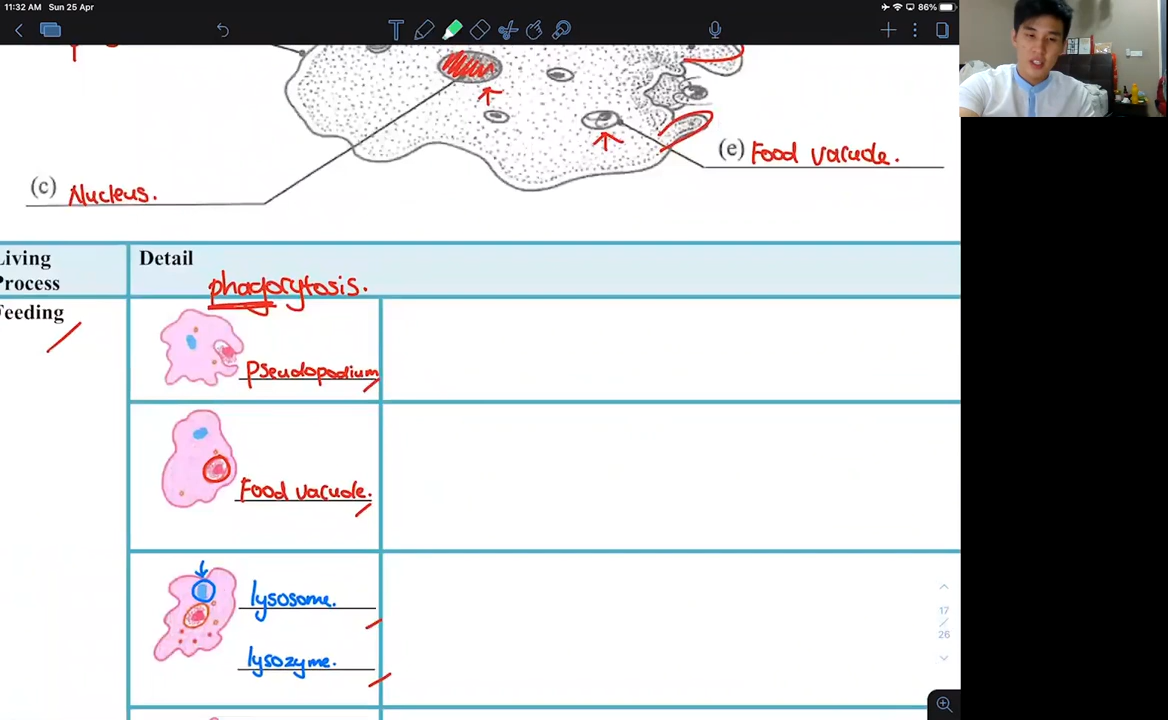 11:32 AM Sun 25 Apr
86%
T
(e) Food vacuole.
(c) Nucleus.
Living
Process
Detail
phagocytosis.
Feeding
Pseudopodium
Food vacuole.
lysosome.
lysozyme.
17
/
26